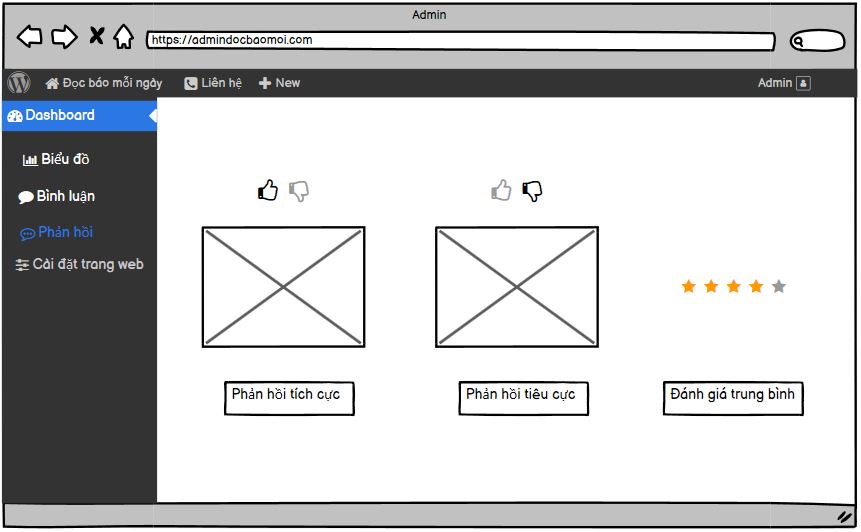 Admin
https://admindocbaomoi.com
Đọc báo mỗi ngày
Liên hệ
New
Admin
Dashboard
Biểu đồ
Bình luận
Phản hồi
Cài đặt trang web
Phản hồi tích cực
Phản hồi tiêu cực
Đánh giá trung bình